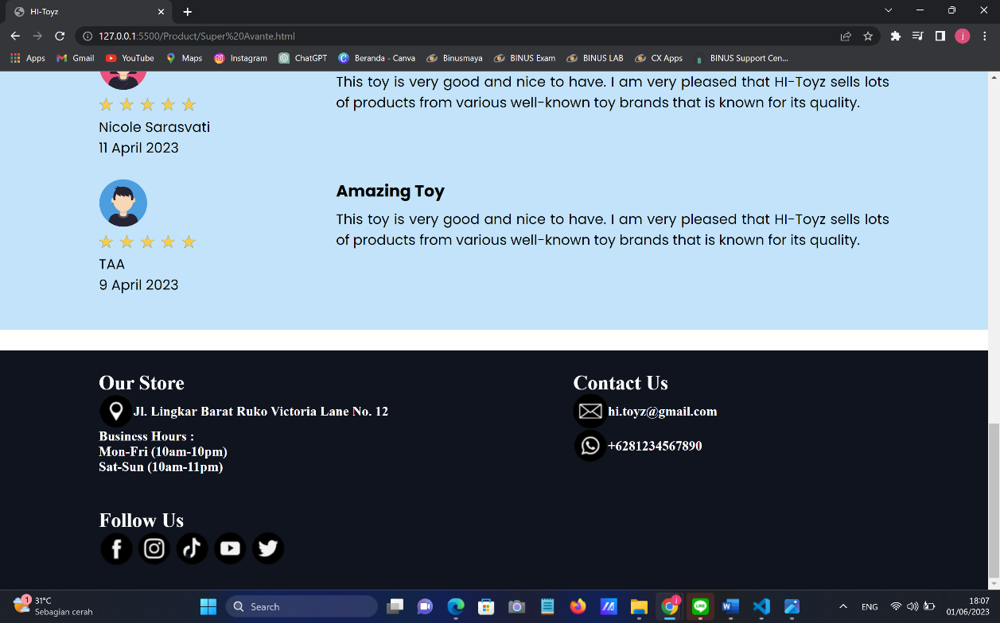 HI-Toyz
127.0.0.1:5500/Product/Super%20Avante.html
Apps Gmail YouTube Maps Instagram ChatGPT Beranda - Canva Binusmaya BINUS Exam BINUS LAB CX Apps BINUS Support Cen...
This toy is very good and nice to have. I am very pleased that HI-Toyz sells lots
of products from various well-known toy brands that is known for its quality.
Nicole Sarasvati
11 April 2023
Amazing Toy
This toy is very good and nice to have. I am very pleased that HI-Toyz sells lots
of products from various well-known toy brands that is known for its quality.
TAA
9 April 2023
Our Store
Jl. Lingkar Barat Ruko Victoria Lane No. 12
Business Hours :
Mon-Fri (10am-10pm)
Sat-Sun (10am-11pm)
Contact Us
hi.toyz@gmail.com
+6281234567890
Follow Us
1
31°C
Sebagian cerah
Search
LINE
ENG
18:07
01/06/2023